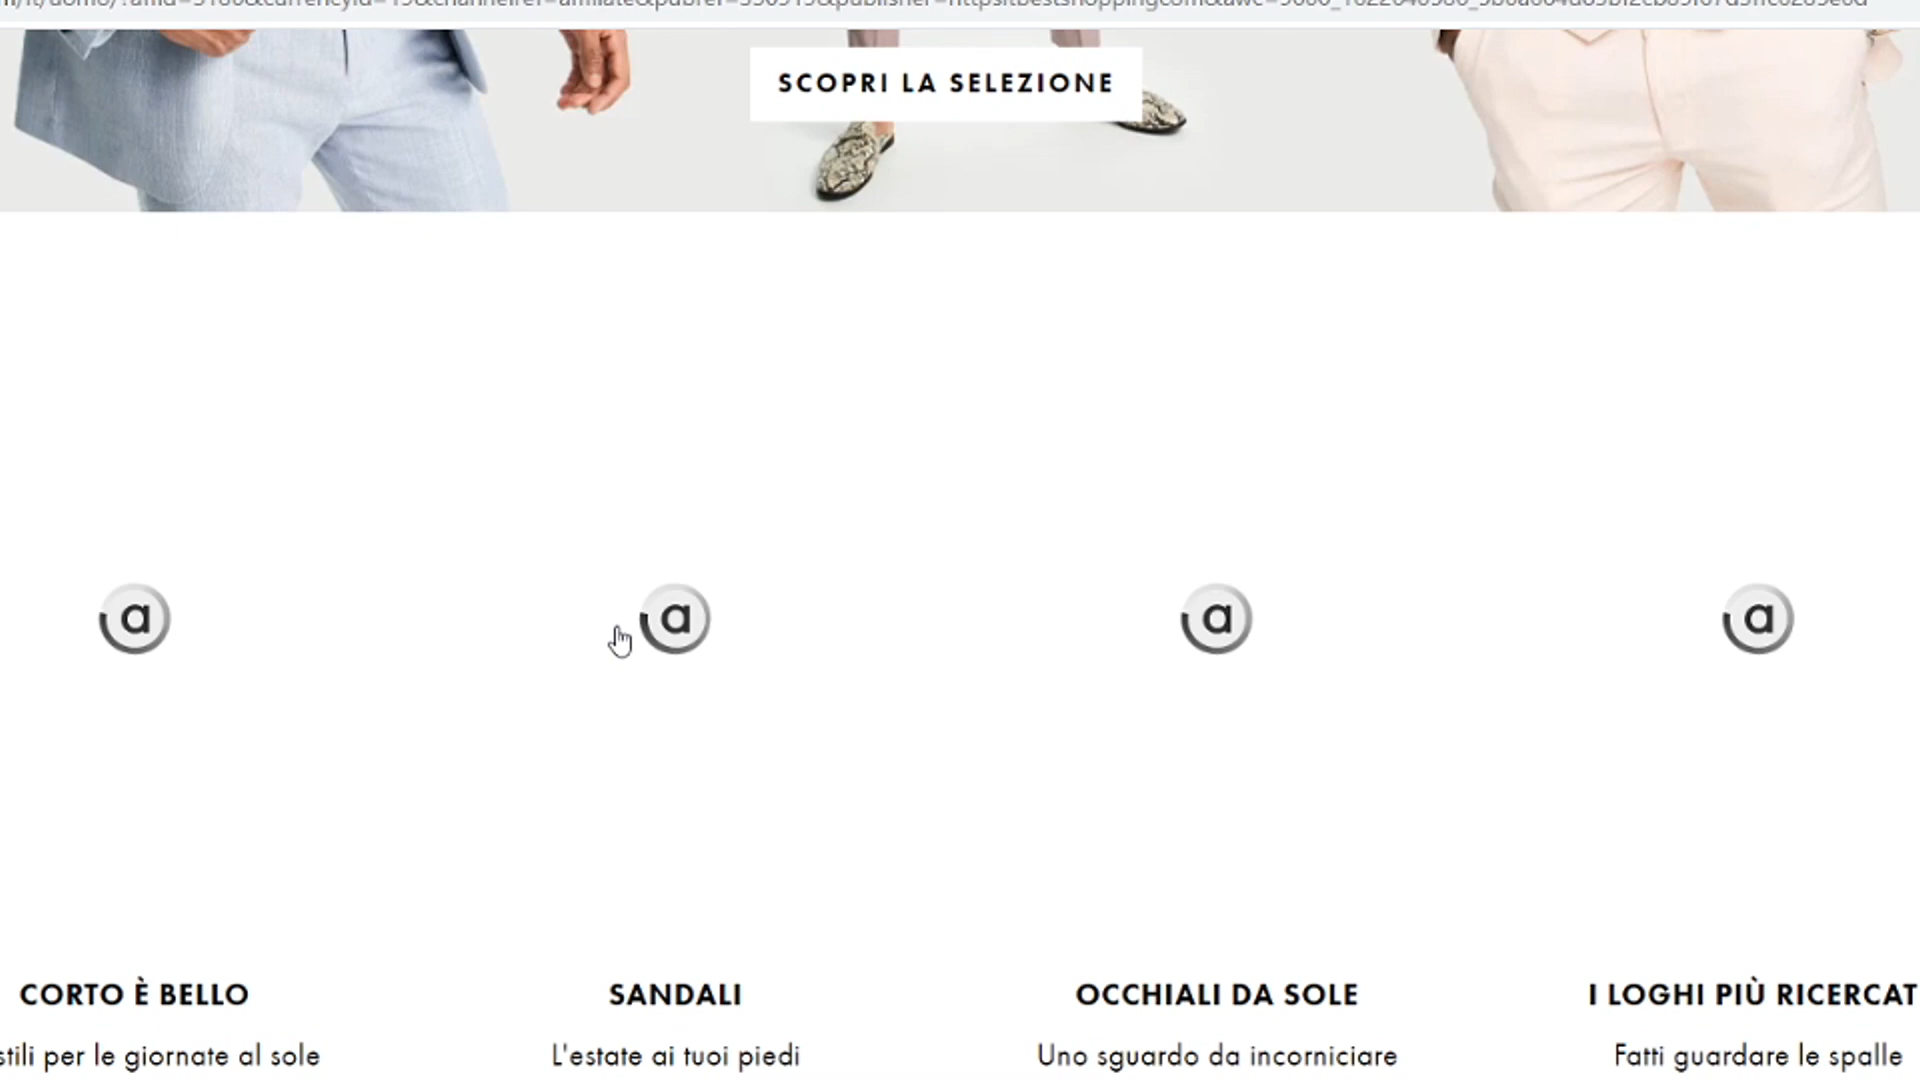 SCOPRI LA SELEZIONE
a
a
a
a
CORTO È BELLO
SANDALI
OCCHIALI DA SOLE
I LOGHI PIÙ RICERCAT
stili per le giornate al sole
L'estate ai tuoi piedi
Uno sguardo da incorniciare
Fatti guardare le spalle